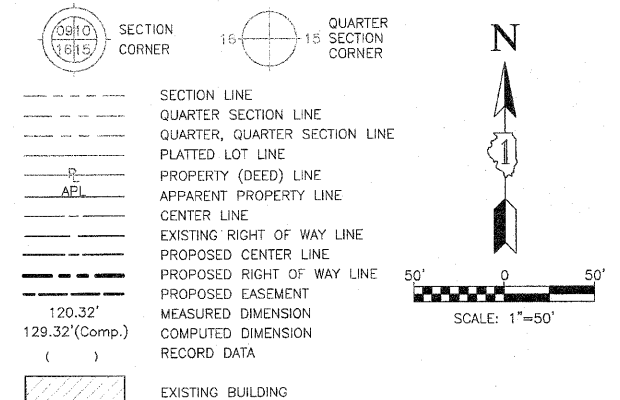 09 10
16 15
SECTION
CORNER
16 15
QUARTER
SECTION
CORNER
N
1
SECTION LINE
QUARTER SECTION LINE
QUARTER, QUARTER SECTION LINE
PLATTED LOT LINE
PL PROPERTY (DEED) LINE
APL APPARENT PROPERTY LINE
CENTER LINE
EXISTING RIGHT OF WAY LINE
PROPOSED CENTER LINE
PROPOSED RIGHT OF WAY LINE
PROPOSED EASEMENT
120.32' MEASURED DIMENSION
129.32'(Comp.) COMPUTED DIMENSION
( ) RECORD DATA
EXISTING BUILDING
50' 0 50'
SCALE: 1"=50'